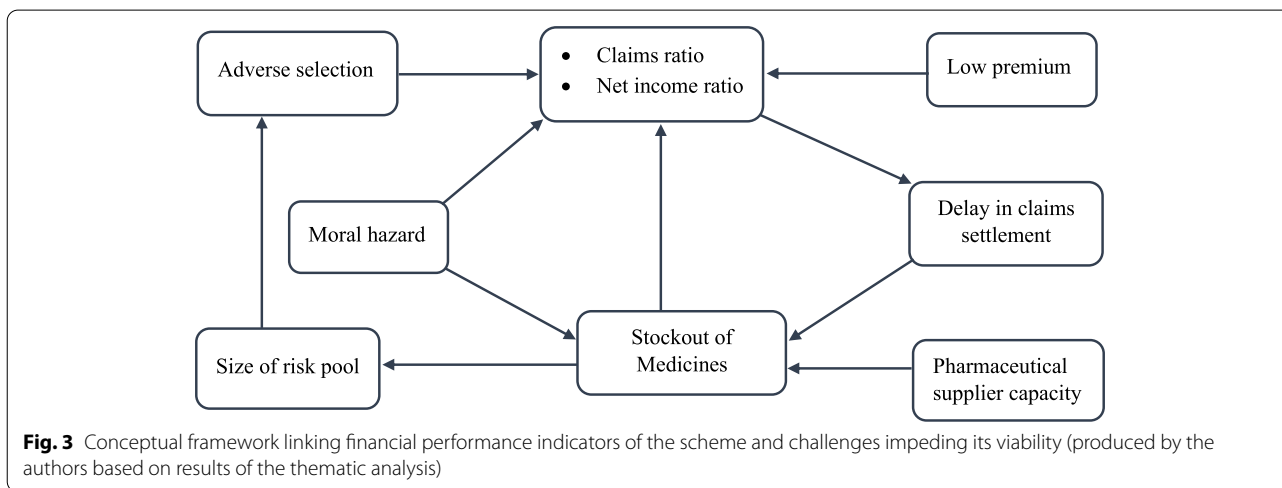 Adverse selection
• Claims ratio
• Net income ratio
Low premium
Moral hazard
Delay in claims
settlement
Size of risk pool
Stockout of
Medicines
Pharmaceutical
supplier capacity
Fig. 3 Conceptual framework linking financial performance indicators of the scheme and challenges impeding its viability (produced by the
authors based on results of the thematic analysis)